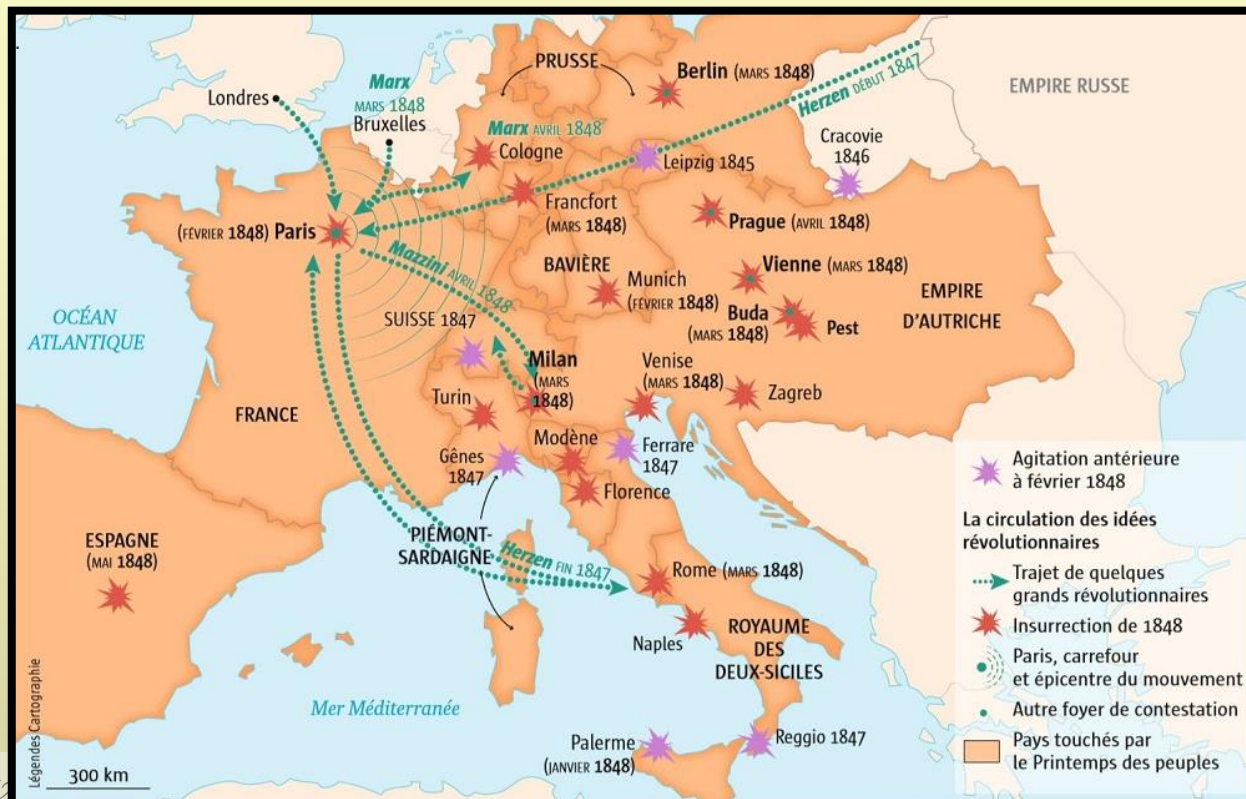 PRUSSE
Berlin (MARS 1848)
EMPIRE RUSSE
Herzen DÉBUT 1847
Londres
Marx
MARS 1848
Bruxelles
Marx AVRIL 1848
Cologne
Leipzig 1845
Cracovie
1846
Francfort
(MARS 1848)
(FÉVRIER 1848) Paris
Prague (AVRIL 1848)
Mazzini AVRIL 1848
BAVIÈRE
Vienne (MARS 1848)
Munich
(FÉVRIER 1848)
Buda
(MARS 1848)
Pest
EMPIRE
D'AUTRICHE
OCÉAN
ATLANTIQUE
SUISSE 1847
Milan
(MARS
1848)
Venise
(MARS 1848)
Zagreb
Turin
FRANCE
Gênes
1847
Modène
Ferrare
1847
Florence
PIÉMONT-
SARDAIGNE
Herzen FIN 1847
ESPAGNE
(MAI 1848)
Rome (MARS 1848)
Naples
ROYAUME
DES
DEUX-SICILES
Mer Méditerranée
Palerme
(JANVIER 1848)
Reggio 1847
Agitation antérieure
à février 1848
La circulation des idées
révolutionnaires
Trajet de quelques
grands révolutionnaires
Insurrection de 1848
Paris, carrefour
et épicentre du mouvement
Autre foyer de contestation
Pays touchés par
le Printemps des peuples
Légendes Cartographie
300 km